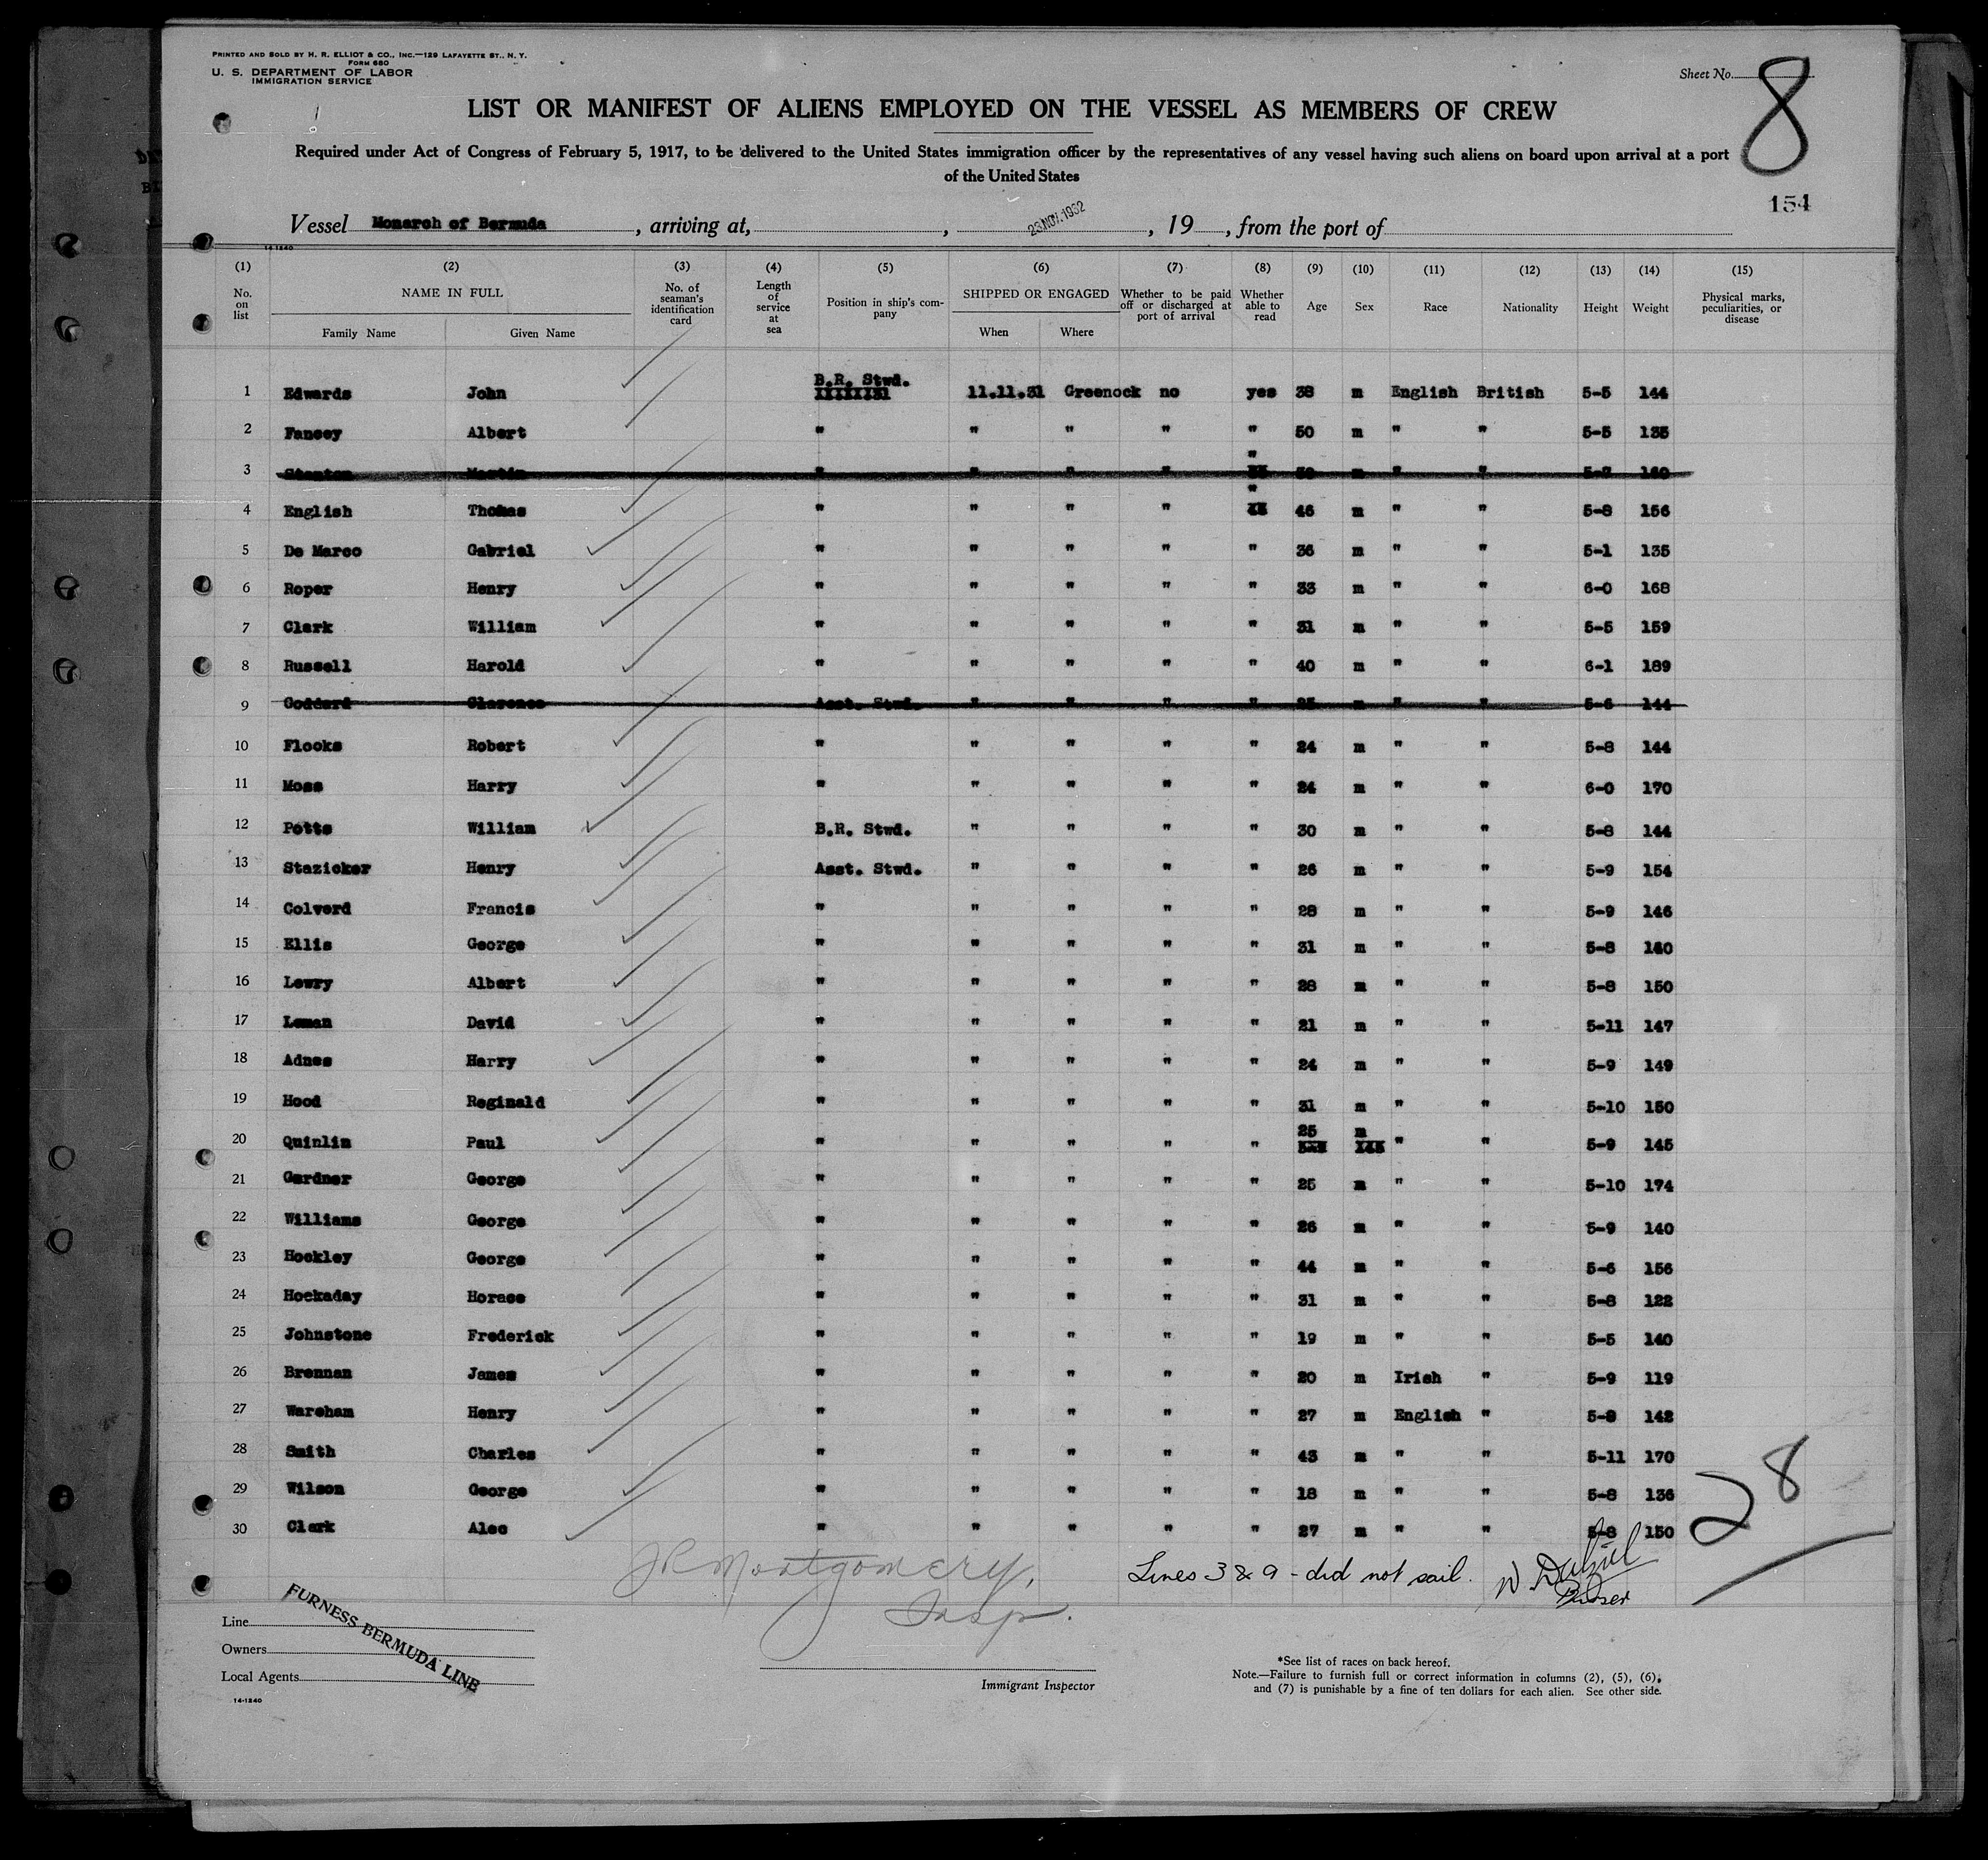 PRINTED AND SOLD BY H. R. ELLIOT & CO., INC.—129 LAFAYETTE ST., N. Y.
FORM 680
U. S. DEPARTMENT OF LABOR
IMMIGRATION SERVICE
Sheet No. 8
LIST OR MANIFEST OF ALIENS EMPLOYED ON THE VESSEL AS MEMBERS OF CREW
Required under Act of Congress of February 5, 1917, to be delivered to the United States immigration officer by the representatives of any vessel having such aliens on board upon arrival at a port
of the United States
154
Vessel Monarch of Bermuda, arriving at, , 23 NOV. 1932, 19 , from the port of
14-1240
(1) (2) (3) (4) (5) (6) (7) (8) (9) (10) (11) (12) (13) (14) (15)
No. on list NAME IN FULL Family Name Given Name No. of seaman's identification card Length of service at sea Position in ship's company SHIPPED OR ENGAGED When Where Whether to be paid off or discharged at port of arrival Whether able to read Age Sex Race Nationality Height Weight Physical marks, peculiarities, or disease
1 Edwards John B.R. Stwd. 11.11.31 Greenock no yes 38 m English British 5-5 144
2 Fancey Albert " " " " " 50 m " " 5-5 135
3 Stanton Martin " " " " " m " " 160
4 English Thomas " " " " " 46 m " " 5-8 156
5 De Marco Gabriel " " " " " 36 m " " 5-1 135
6 Roper Henry " " " " " 33 m " " 6-0 168
7 Clark William " " " " " 31 m " " 5-5 159
8 Russell Harold " " " " " 40 m " " 6-1 189
9 Goddard Clarence Asst. Stwd. " " " " 25 m " " 5-6 144
10 Flooks Robert " " " " " 24 m " " 5-8 144
11 Moss Harry " " " " " 24 m " " 6-0 170
12 Potts William B.R. Stwd. " " " " 30 m " " 5-8 144
13 Stazicker Henry Asst. Stwd. " " " " 26 m " " 5-9 154
14 Colverd Francis " " " " " 28 m " " 5-9 146
15 Ellis George " " " " " 31 m " " 5-8 140
16 Lewry Albert " " " " " 28 m " " 5-8 150
17 Leman David " " " " " 21 m " " 5-11 147
18 Adnes Harry " " " " " 24 m " " 5-9 149
19 Hood Reginald " " " " " 31 m " " 5-10 150
20 Quinlin Paul " " " " " 25 m " " 5-9 145
21 Gardner George " " " " " 25 m " " 5-10 174
22 Williams George " " " " " 26 m " " 5-9 140
23 Hockley George " " " " " 44 m " " 5-6 156
24 Hockaday Horace " " " " " 31 m " " 5-8 122
25 Johnstone Frederick " " " " " 19 m " " 5-5 140
26 Brennan James " " " " " 20 m Irish " 5-9 119
27 Wareham Henry " " " " " 27 m English " 5-8 142
28 Smith Charles " " " " " 43 m " " 5-11 170
29 Wilson George " " " " " 18 m " " 5-8 136
30 Clark Alec " " " " " 27 m " " 5-8 150
28
JR Montgomery,
Insp.
Lines 3 & 9 - did not sail.
Purser
Line
Owners
Local Agents
FURNESS BERMUDA LINE
14-1240
Immigrant Inspector
*See list of races on back hereof.
Note.—Failure to furnish full or correct information in columns (2), (5), (6),
and (7) is punishable by a fine of ten dollars for each alien. See other side.